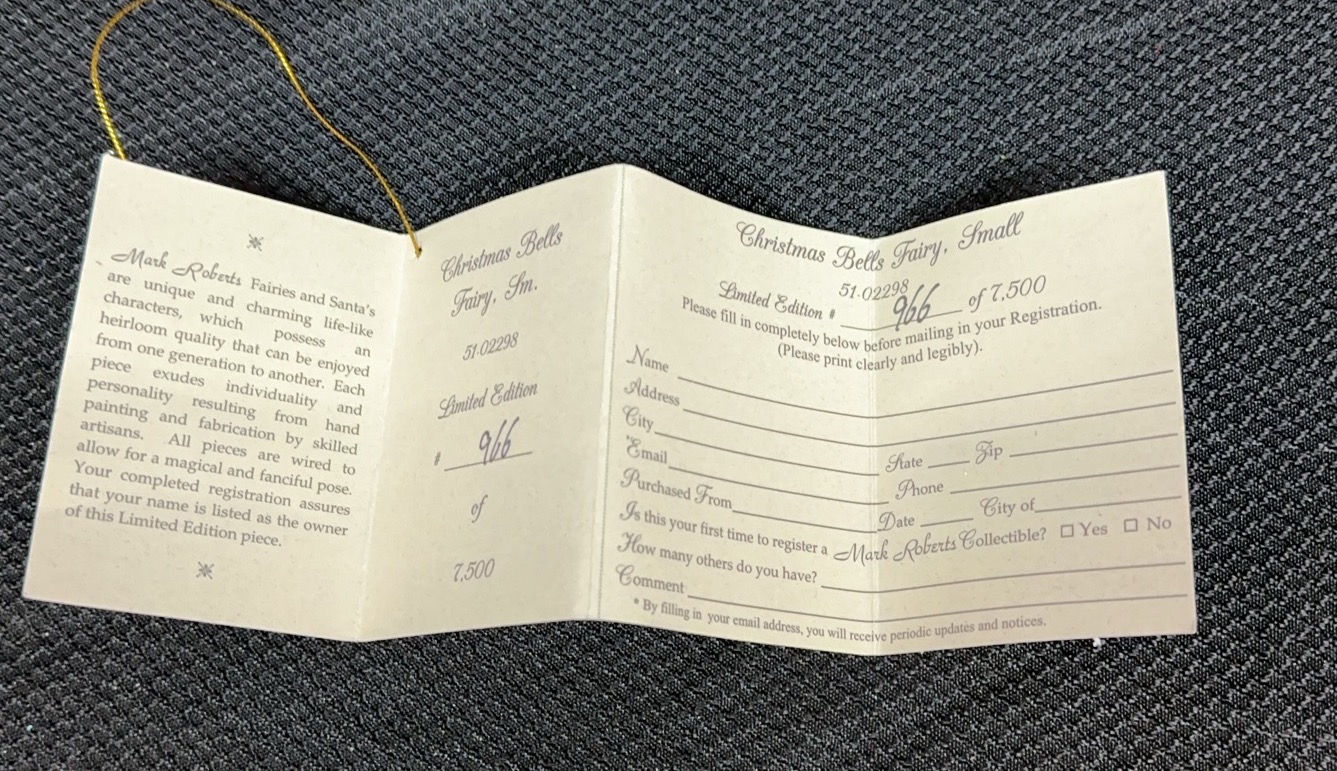 Mark Roberts Fairies and Santa's
are unique and charming life-like
characters, which possess an
heirloom quality that can be enjoyed
from one generation to another. Each
piece exudes individuality and
personality resulting from hand
painting and fabrication by skilled
artisans. All pieces are wired to
allow for a magical and fanciful pose.
Your completed registration assures
that your name is listed as the owner
of this Limited Edition piece.
Christmas Bells
Fairy, Sm.
51-02298
Limited Edition
# 966
of
7,500
Christmas Bells Fairy, Small
51-02298
Limited Edition # 966 of 7,500
Please fill in completely below before mailing in your Registration.
(Please print clearly and legibly).
Name
Address
City State Zip
Email Phone
Purchased From Date City of
Is this your first time to register a Mark Roberts Collectible? ☐ Yes ☐ No
How many others do you have?
Comment
* By filling in your email address, you will receive periodic updates and notices.